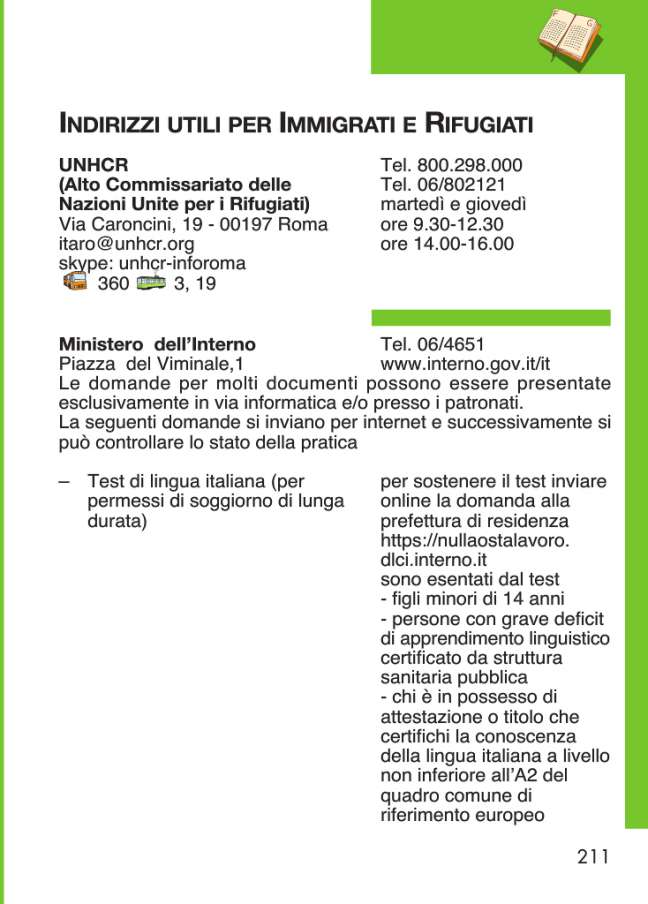 INDIRIZZI UTILI PER IMMIGRATI E RIFUGIATI
UNHCR
(Alto Commissariato delle
Nazioni Unite per i Rifugiati)
Via Caroncini, 19 - 00197 Roma
itaro@unhcr.org
skype: unhcr-inforoma
360 3, 19
Tel. 800.298.000
Tel. 06/802121
martedì e giovedì
ore 9.30-12.30
ore 14.00-16.00
Ministero dell'Interno
Piazza del Viminale,1
Tel. 06/4651
www.interno.gov.it/it
Le domande per molti documenti possono essere presentate
esclusivamente in via informatica e/o presso i patronati.
La seguenti domande si inviano per internet e successivamente si
può controllare lo stato della pratica
– Test di lingua italiana (per
permessi di soggiorno di lunga
durata)
per sostenere il test inviare
online la domanda alla
prefettura di residenza
https://nullaostalavoro.
dlci.interno.it
sono esentati dal test
- figli minori di 14 anni
- persone con grave deficit
di apprendimento linguistico
certificato da struttura
sanitaria pubblica
- chi è in possesso di
attestazione o titolo che
certifichi la conoscenza
della lingua italiana a livello
non inferiore all'A2 del
quadro comune di
riferimento europeo
211